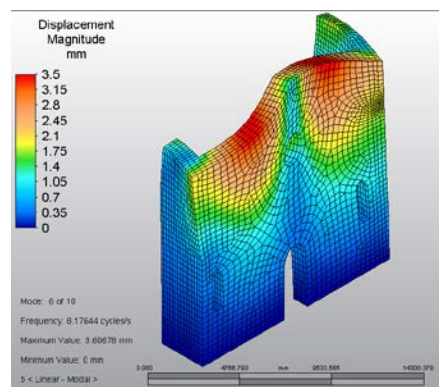 Displacement
Magnitude
mm
3.5
3.15
2.8
2.45
2.1
1.75
1.4
1.05
0.7
0.35
0
Mode: 6 of 10
Frequency: 8.17644 cycles/s
Maximum Value: 3.60678 mm
Minimum Value: 0 mm
0.000 4766.793 mm 9533.585 14300.378
5 < Linear - Modal >